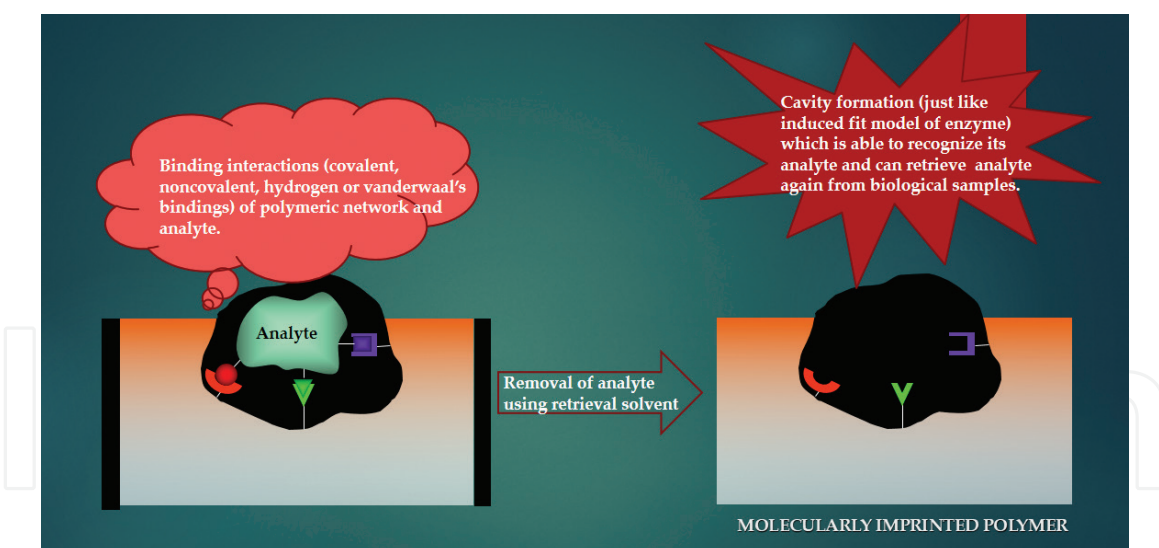 Binding interactions (covalent,
noncovalent, hydrogen or vanderwaal's
bindings) of polymeric network and
analyte.
Cavity formation (just like
induced fit model of enzyme)
which is able to recognize its
analyte and can retrieve analyte
again from biological samples.
Analyte
Removal of analyte
using retrieval solvent
MOLECULARLY IMPRINTED POLYMER